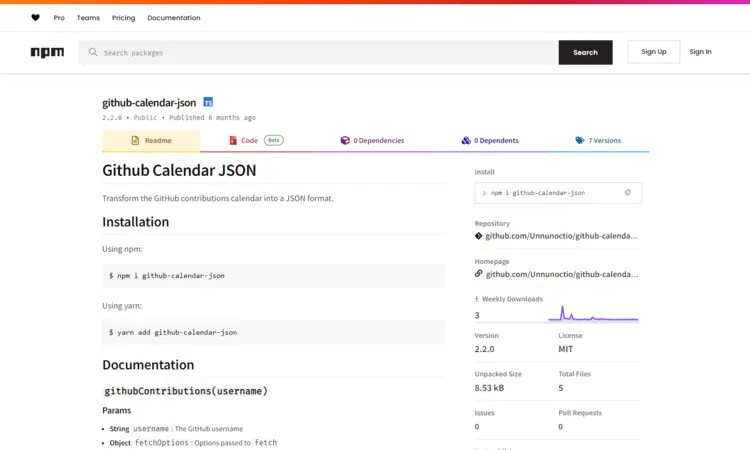 Pro Teams Pricing Documentation
npm Search packages Search Sign Up Sign In
github-calendar-json TS
2.2.0 • Public • Published 6 months ago
Readme Code Beta 0 Dependencies 0 Dependents 7 Versions
Github Calendar JSON
Transform the GitHub contributions calendar into a JSON format.
Installation
Using npm:
$ npm i github-calendar-json
Using yarn:
$ yarn add github-calendar-json
Documentation
githubContributions(username)
Params
• String username : The GitHub username
• Object fetchOptions : Options passed to fetch
Install
> npm i github-calendar-json
Repository
github.com/Unnunoctio/github-calenda...
Homepage
github.com/Unnunoctio/github-calenda...
Weekly Downloads
3
Version License
2.2.0 MIT
Unpacked Size Total Files
8.53 kB 5
Issues Pull Requests
0 0